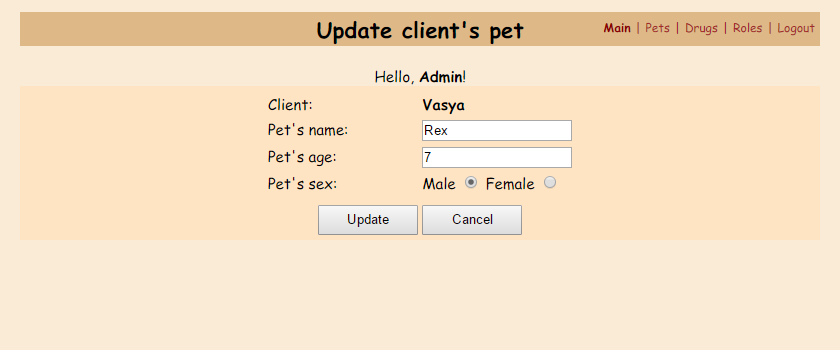 Update client's pet
Main | Pets | Drugs | Roles | Logout
Hello, Admin!
Client: Vasya
Pet's name: Rex
Pet's age: 7
Pet's sex: Male Female
Update Cancel